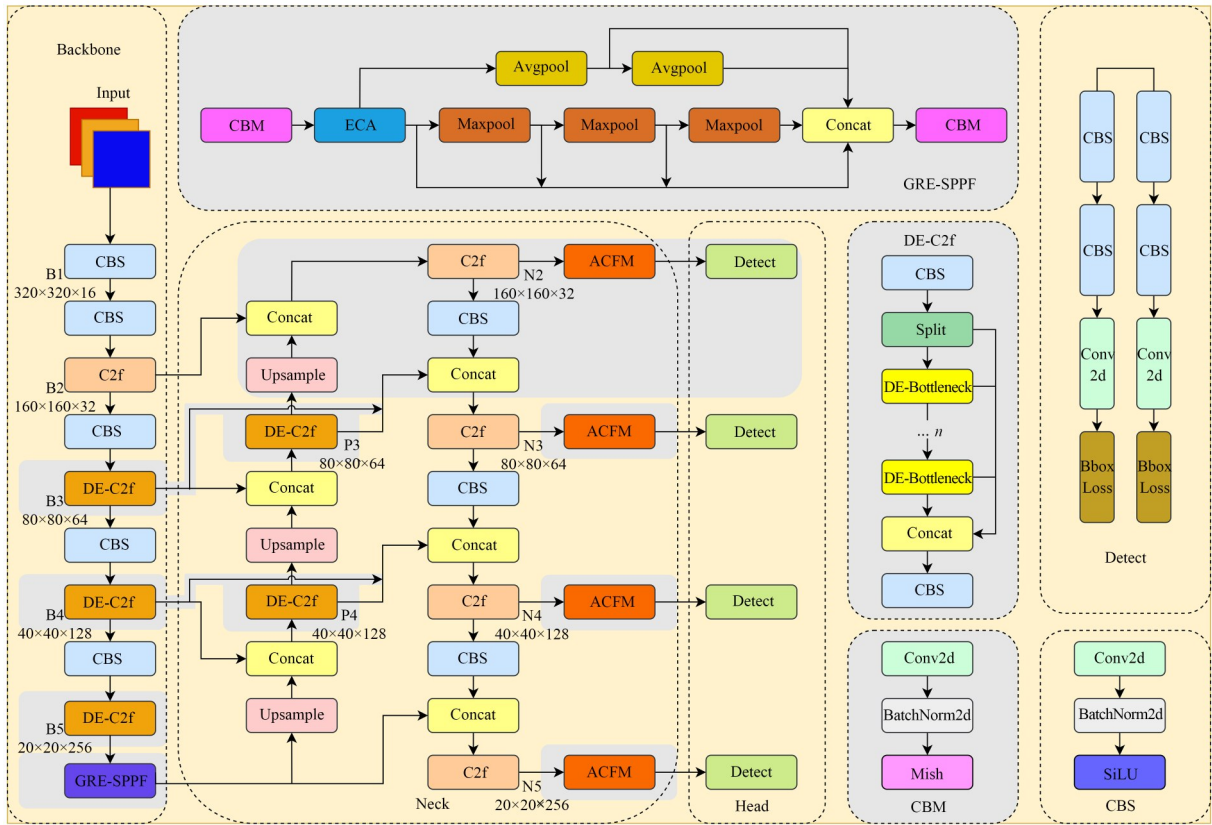 Backbone
Input
B1
CBS
320×320×16
CBS
C2f
B2
160×160×32
CBS
DE-C2f
B3
80×80×64
CBS
DE-C2f
B4
40×40×128
CBS
DE-C2f
B5
20×20×256
GRE-SPPF
Avgpool
Avgpool
CBM
ECA
Maxpool
Maxpool
Maxpool
Concat
CBM
GRE-SPPF
Concat
Upsample
DE-C2f
P3
80×80×64
Concat
Upsample
DE-C2f
P4
40×40×128
Concat
Upsample
C2f
N2
160×160×32
ACFM
Detect
CBS
Concat
C2f
N3
80×80×64
ACFM
Detect
CBS
Concat
C2f
N4
40×40×128
ACFM
Detect
CBS
Concat
C2f
N5
20×20×256
ACFM
Detect
Neck
Head
DE-C2f
CBS
Split
DE-Bottleneck
... n
DE-Bottleneck
Concat
CBS
CBS
CBS
CBS
CBS
Conv
2d
Conv
2d
Bbox
Loss
Bbox
Loss
Detect
Conv2d
BatchNorm2d
Mish
CBM
Conv2d
BatchNorm2d
SiLU
CBS